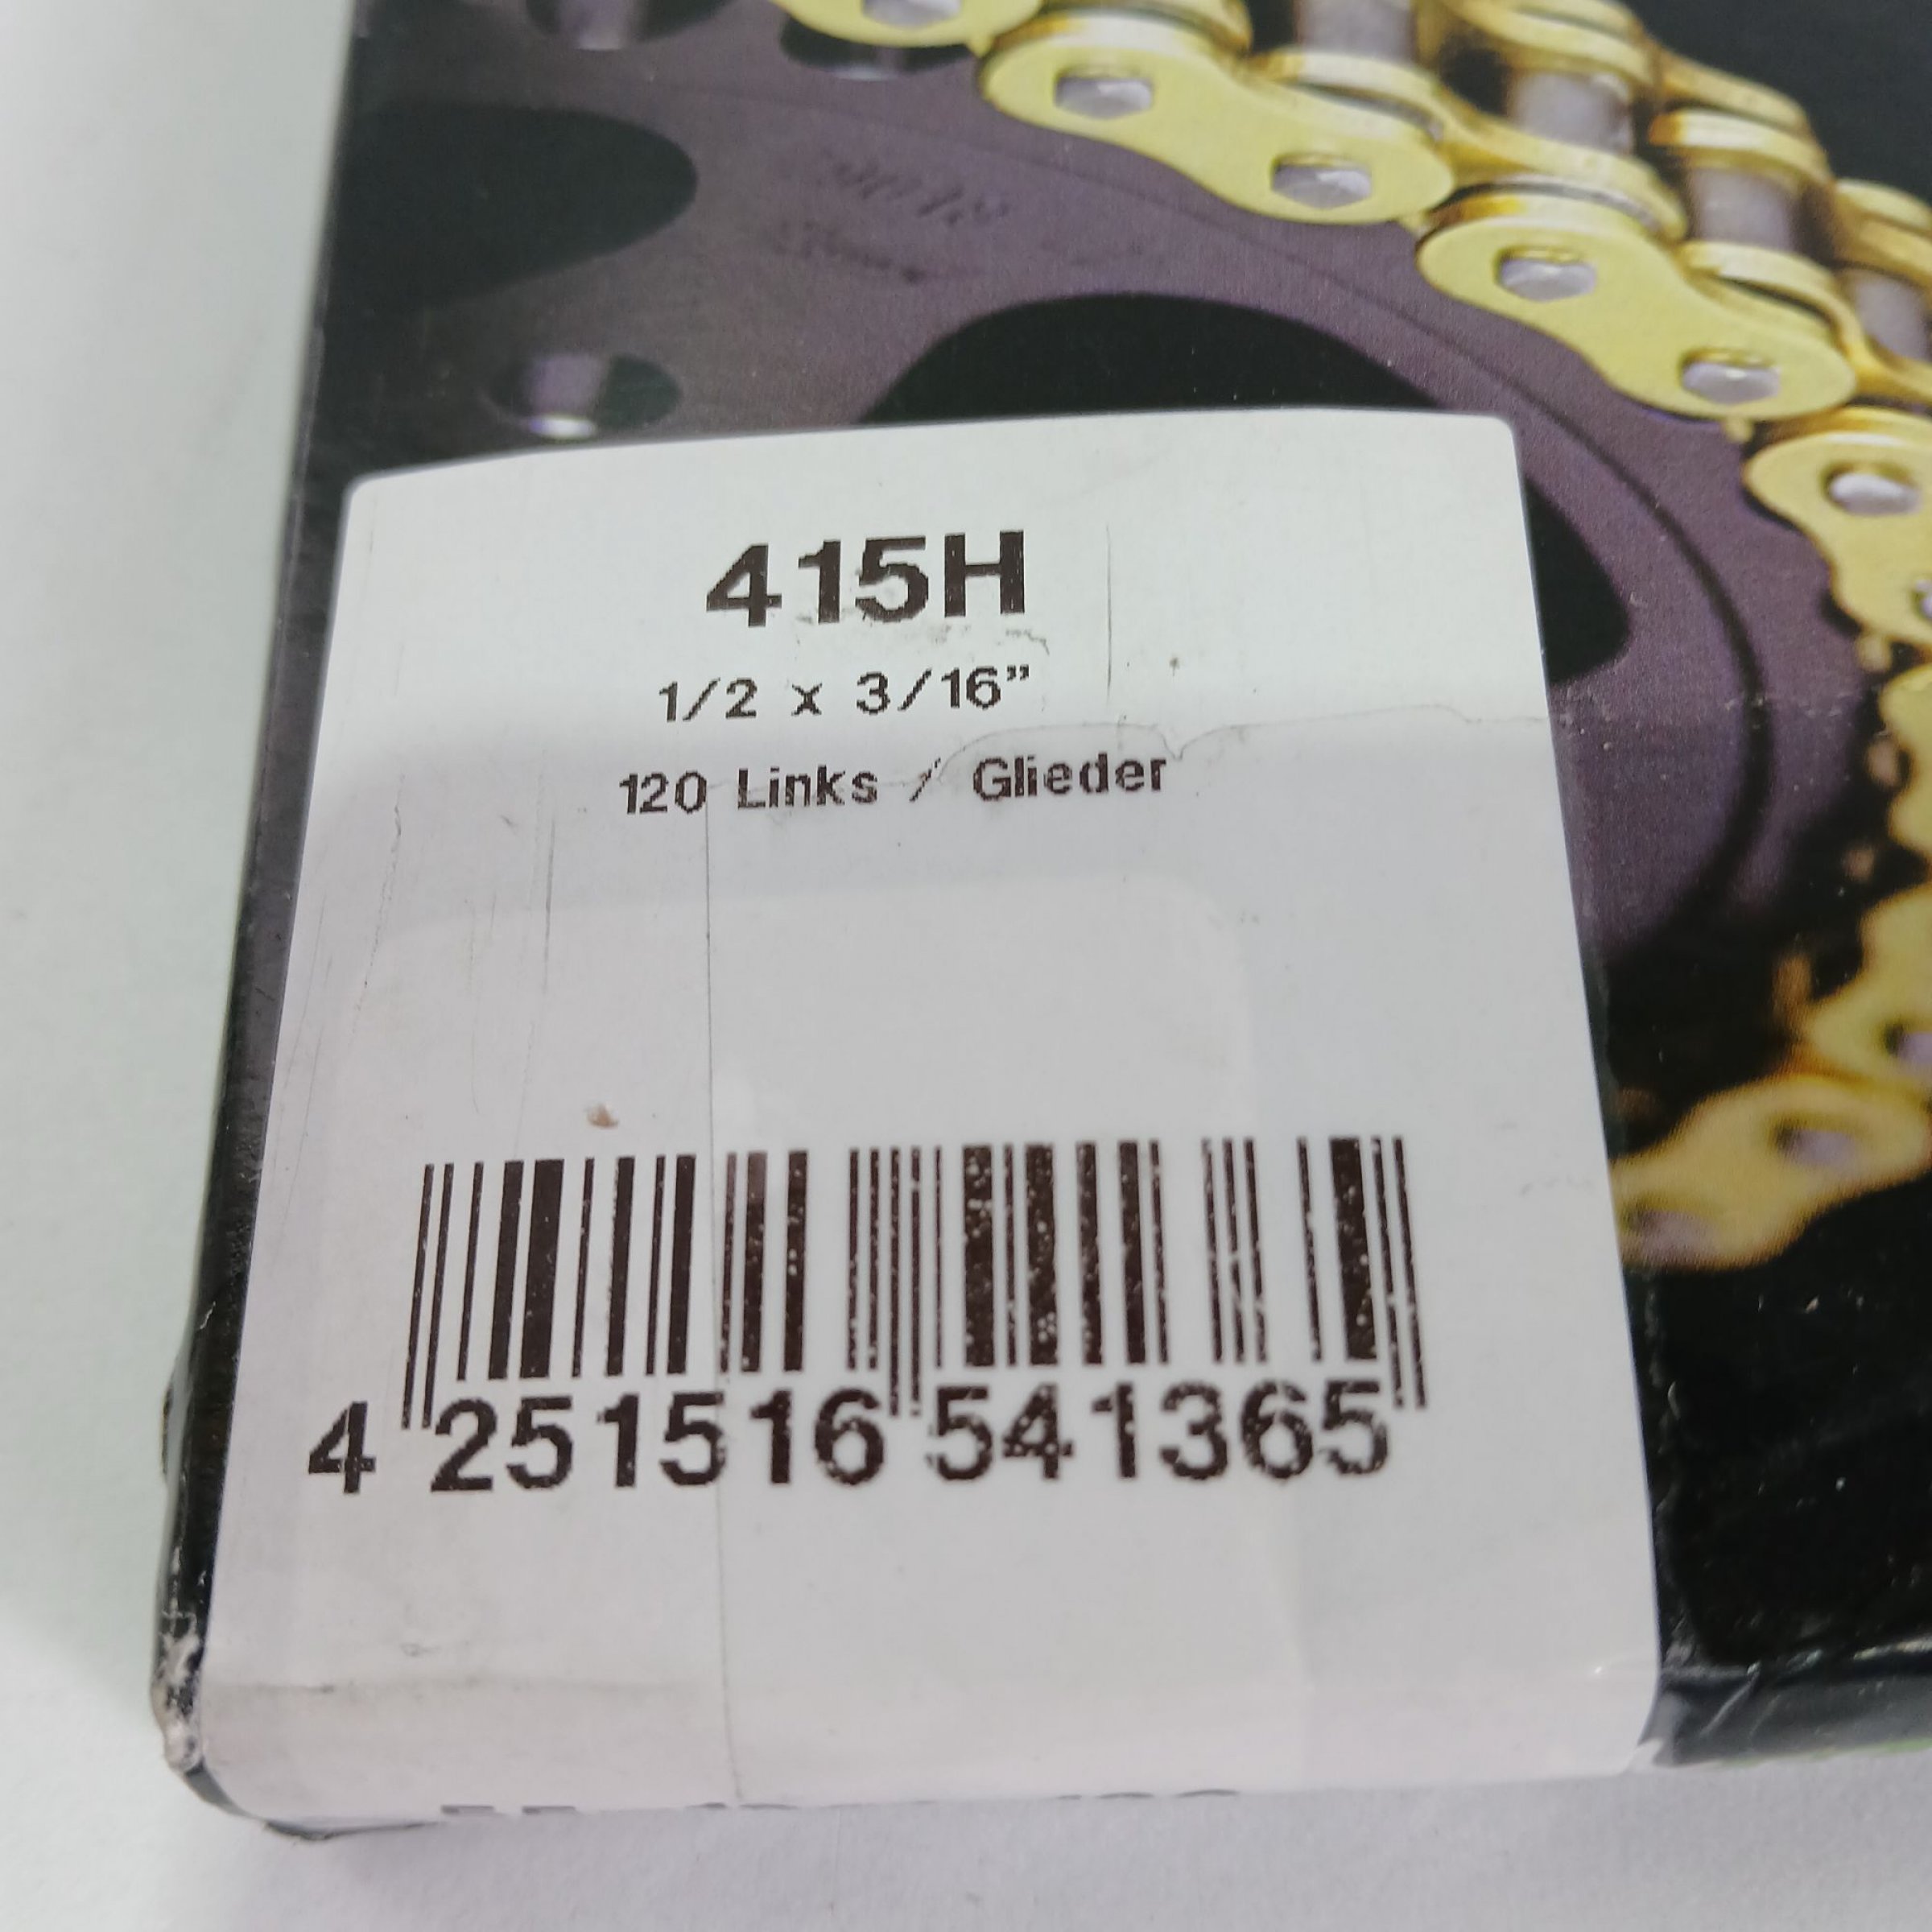 415H
1/2 x 3/16”
120 Links / Glieder
4 251516 541365